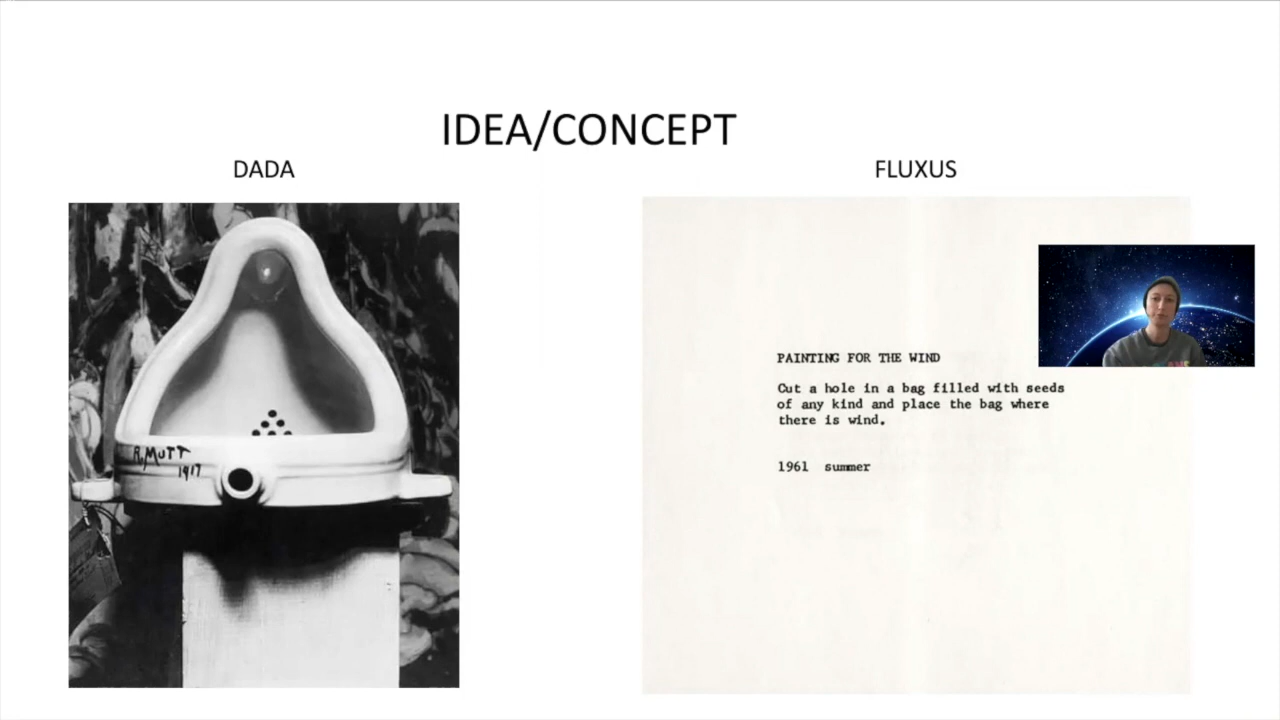 IDEA/CONCEPT
DADA
FLUXUS
R.MUTT
1917
PAINTING FOR THE WIND
Cut a hole in a bag filled with seeds
of any kind and place the bag where
there is wind.
1961 summer